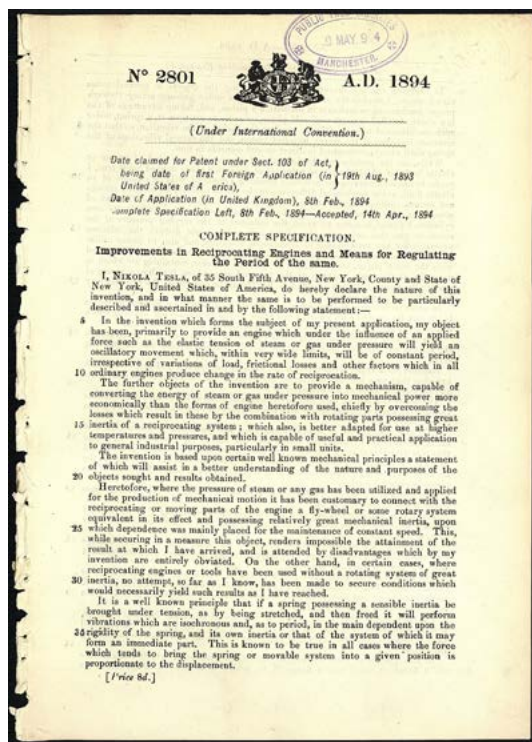 PUBLIC FREE LIBRARIES
MAY. 94
MANCHESTER.
Nº 2801
A.D. 1894
(Under International Convention.)
Date claimed for Patent under Sect. 103 of Act,
being date of first Foreign Application (in } 19th Aug., 1893
United States of A erica),
Date of Application (in United Kingdom), 8th Feb., 1894
omplete Specification Left, 8th Feb., 1894—Accepted, 14th Apr., 1894
COMPLETE SPECIFICATION.
Improvements in Reciprocating Engines and Means for Regulating
the Period of the same.
I, NIKOLA TESLA, of 35 South Fifth Avenue, New York, County and State of
New York, United States of America, do hereby declare the nature of this
invention, and in what manner the same is to be performed to be particularly
described and ascertained in and by the following statement:—
5 In the invention which forms the subject of my present application, my object
has been, primarily to provide an engine which under the influence of an applied
force such as the elastic tension of steam or gas under pressure will yield an
oscillatory movement which, within very wide limits, will be of constant period,
irrespective of variations of load, frictional losses and other factors which in all
10 ordinary engines produce change in the rate of reciprocation.
The further objects of the invention are to provide a mechanism, capable of
converting the energy of steam or gas under pressure into mechanical power more
economically than the forms of engine heretofore used, chiefly by overcoming the
losses which result in these by the combination with rotating parts possessing great
15 inertia of a reciprocating system; which also, is better adapted for use at higher
temperatures and pressures, and which is capable of useful and practical application
to general industrial purposes, particularly in small units.
The invention is based upon certain well known mechanical principles a statement
of which will assist in a better understanding of the nature and purposes of the
20 objects sought and results obtained.
Heretofore, where the pressure of steam or any gas has been utilized and applied
for the production of mechanical motion it has been customary to connect with the
reciprocating or moving parts of the engine a fly-wheel or some rotary system
equivalent in its effect and possessing relatively great mechanical inertia, upon
25 which dependence was mainly placed for the maintenance of constant speed. This,
while securing in a measure this object, renders impossible the attainment of the
result at which I have arrived, and is attended by disadvantages which by my
invention are entirely obviated. On the other hand, in certain cases, where
reciprocating engines or tools have been used without a rotating system of great
30 inertia, no attempt, so far as I know, has been made to secure conditions which
would necessarily yield such results as I have reached.
It is a well known principle that if a spring possessing a sensible inertia be
brought under tension, as by being stretched, and then freed it will perform
vibrations which are isochronous and, as to period, in the main dependent upon the
35 rigidity of the spring, and its own inertia or that of the system of which it may
form an immediate part. This is known to be true in all cases where the force
which tends to bring the spring or movable system into a given position is
proportionate to the displacement.
[Price 8d.]